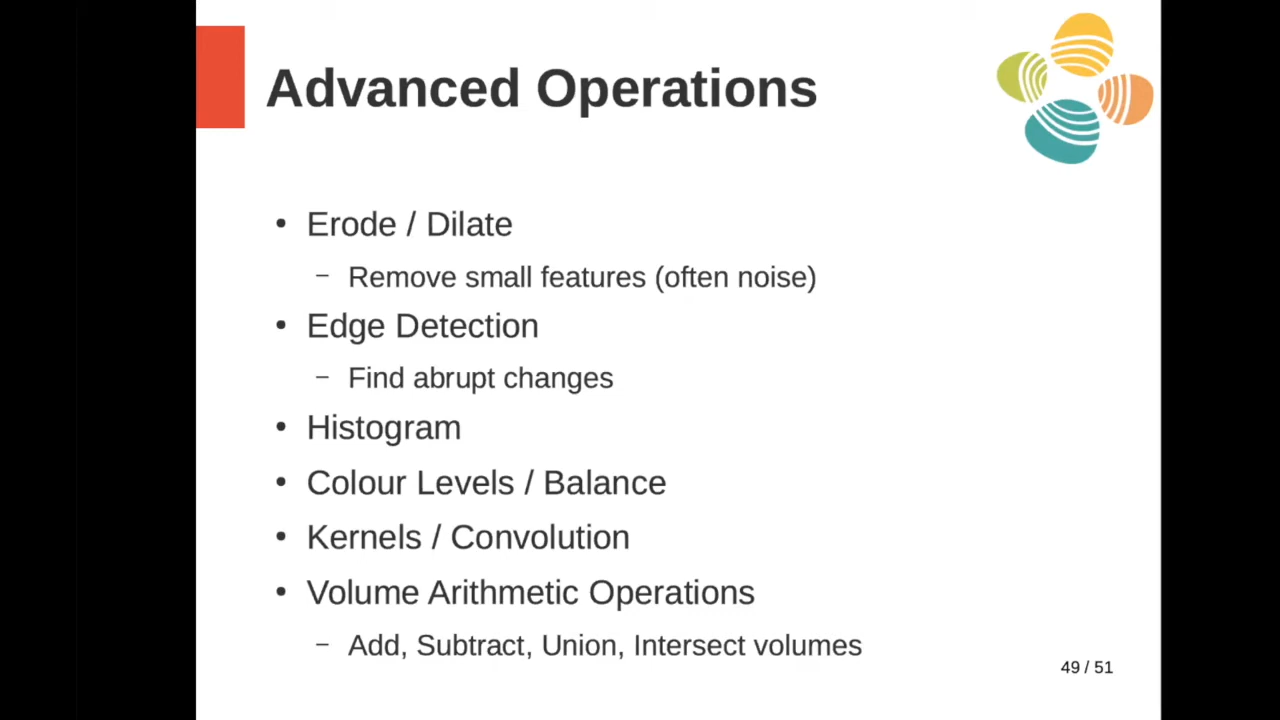 Advanced Operations
• Erode / Dilate
– Remove small features (often noise)
• Edge Detection
– Find abrupt changes
• Histogram
• Colour Levels / Balance
• Kernels / Convolution
• Volume Arithmetic Operations
– Add, Subtract, Union, Intersect volumes
49 / 51